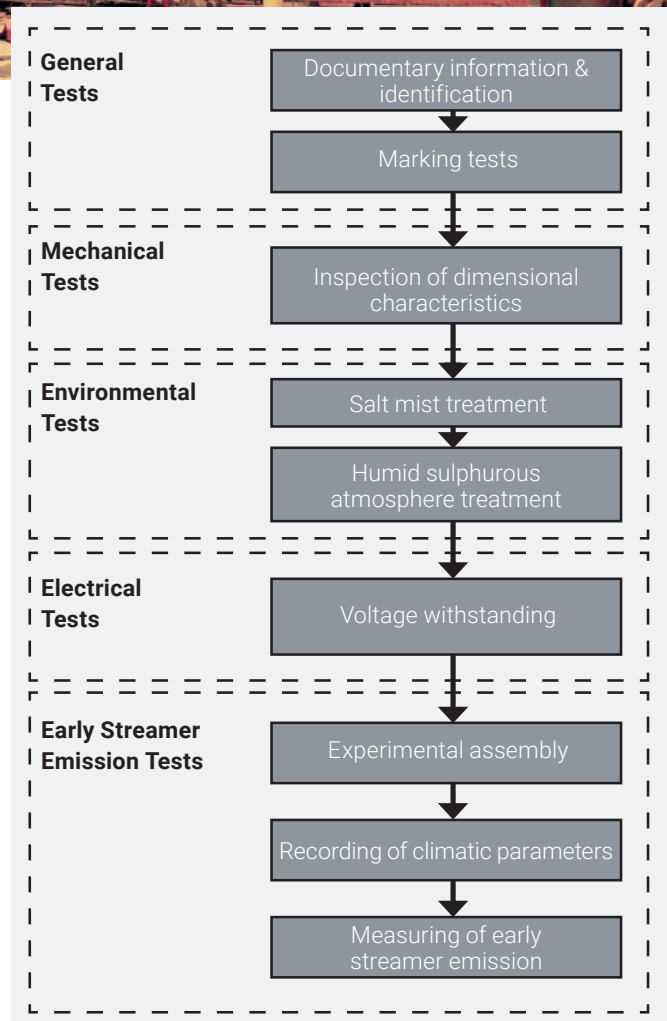 General
Tests
Documentary information &
identification
Marking tests
Mechanical
Tests
Inspection of dimensional
characteristics
Environmental
Tests
Salt mist treatment
Humid sulphurous
atmosphere treatment
Electrical
Tests
Voltage withstanding
Early Streamer
Emission Tests
Experimental assembly
Recording of climatic parameters
Measuring of early
streamer emission